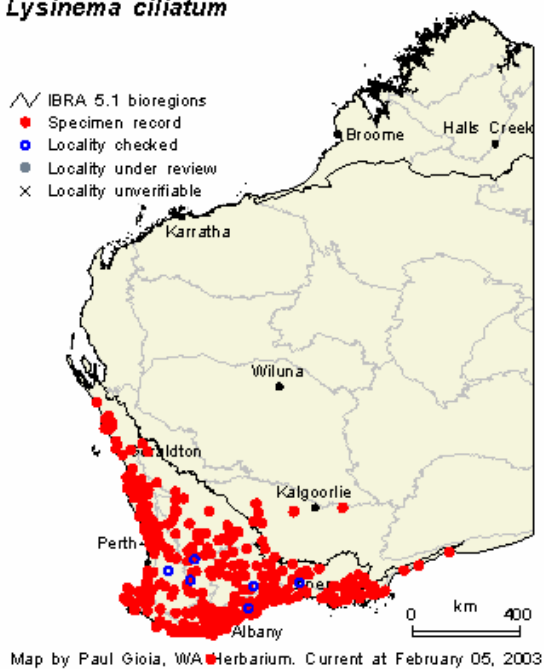 Lysinema ciliatum
IBRA 5.1 bioregions
Specimen record
Locality checked
Locality under review
Locality unverifiable
Broome
Halls Creek
Karratha
Wiluna
Kalgoorlie
Perth
Albany
0 km 400
Map by Paul Gioia, WA Herbarium. Current at February 05, 2003